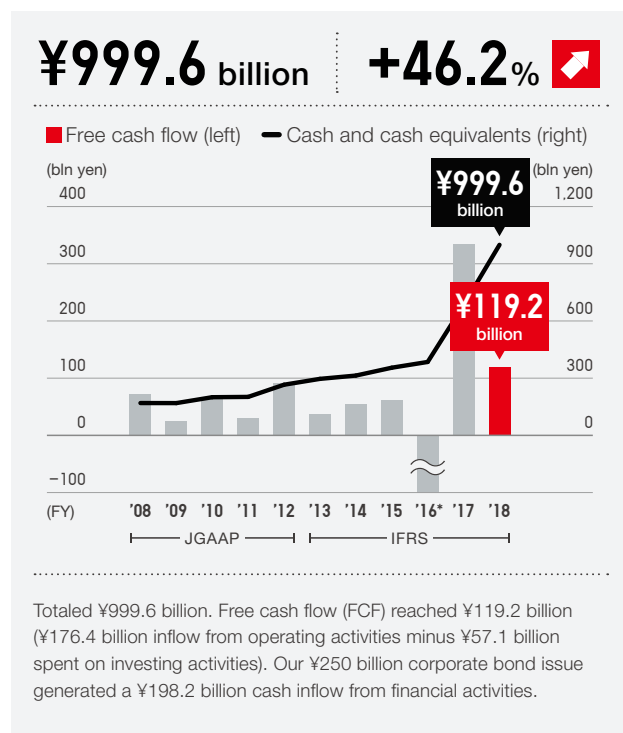 ¥999.6 billion +46.2%
Free cash flow (left) Cash and cash equivalents (right)
(bln yen) (bln yen)
¥999.6
billion
400 1,200
300 900
200 600
¥119.2
billion
100 300
0 0
−100
(FY) ’08 ’09 ’10 ’11 ’12 ’13 ’14 ’15 ’16* ’17 ’18
JGAAP IFRS
Totaled ¥999.6 billion. Free cash flow (FCF) reached ¥119.2 billion
(¥176.4 billion inflow from operating activities minus ¥57.1 billion
spent on investing activities). Our ¥250 billion corporate bond issue
generated a ¥198.2 billion cash inflow from financial activities.